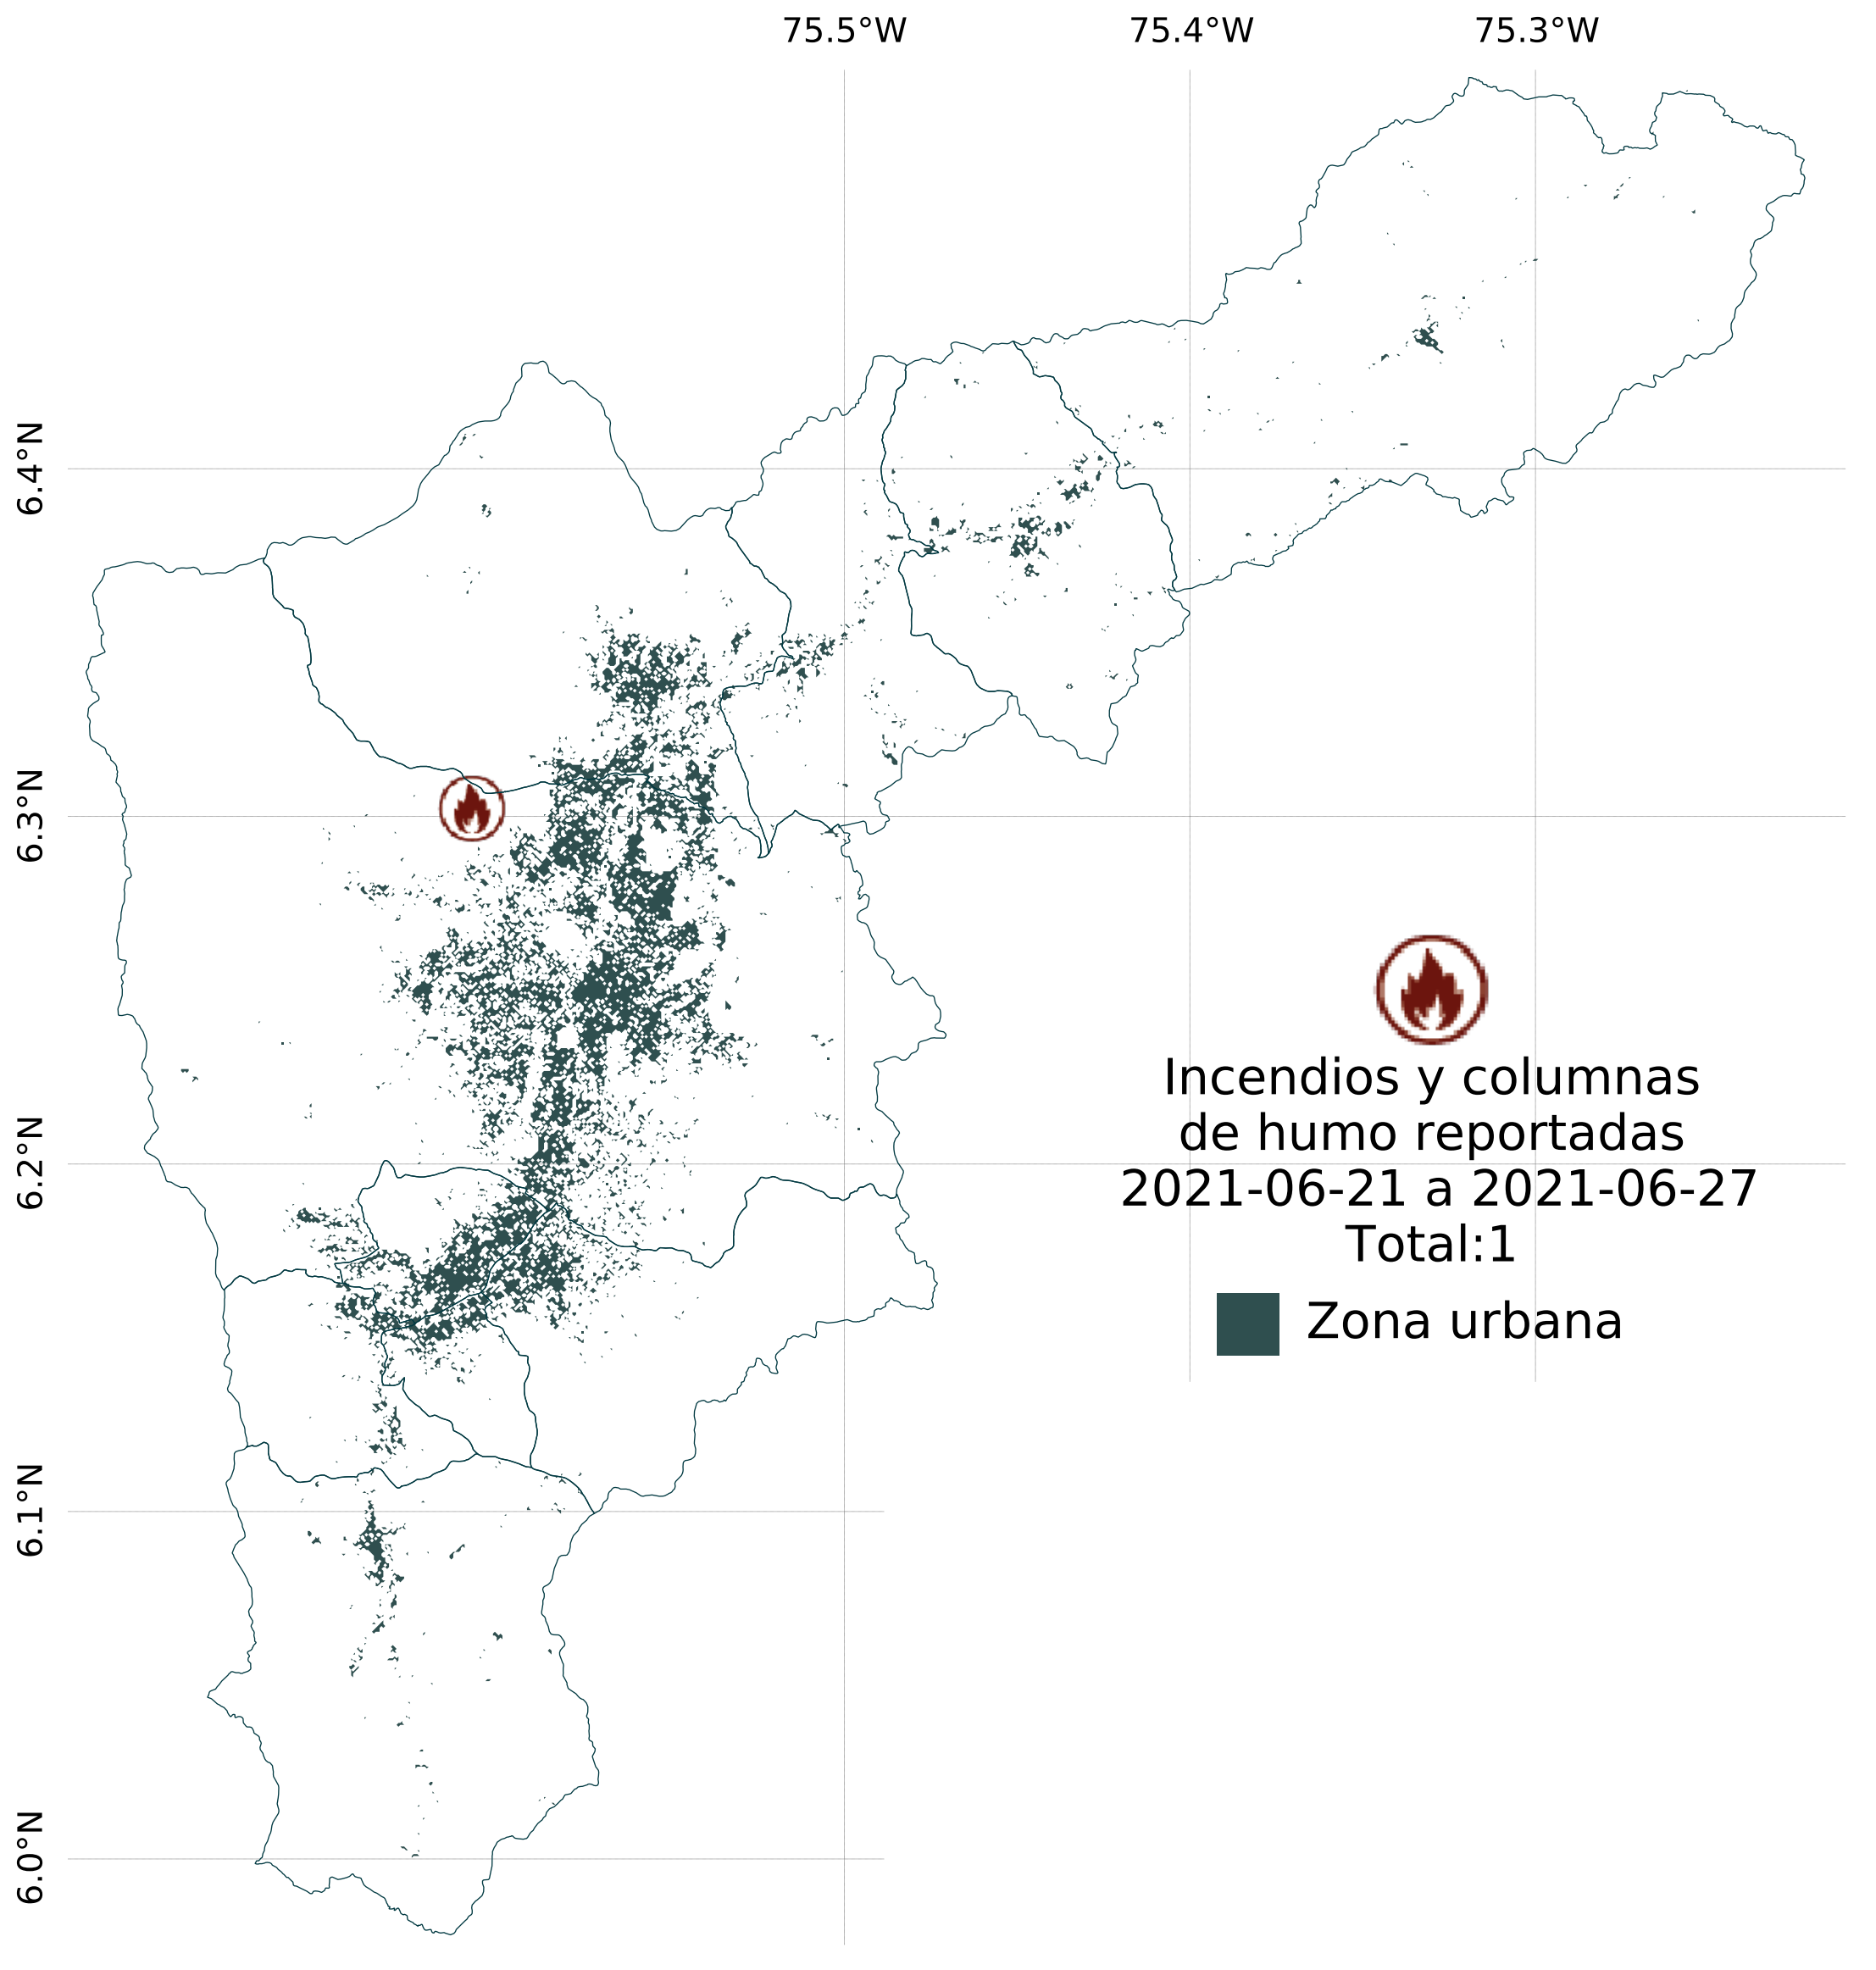 75.5°W 75.4°W 75.3°W
6.4°N
6.3°N
6.2°N
6.1°N
6.0°N
Incendios y columnas
de humo reportadas
2021-06-21 a 2021-06-27
Total:1
Zona urbana